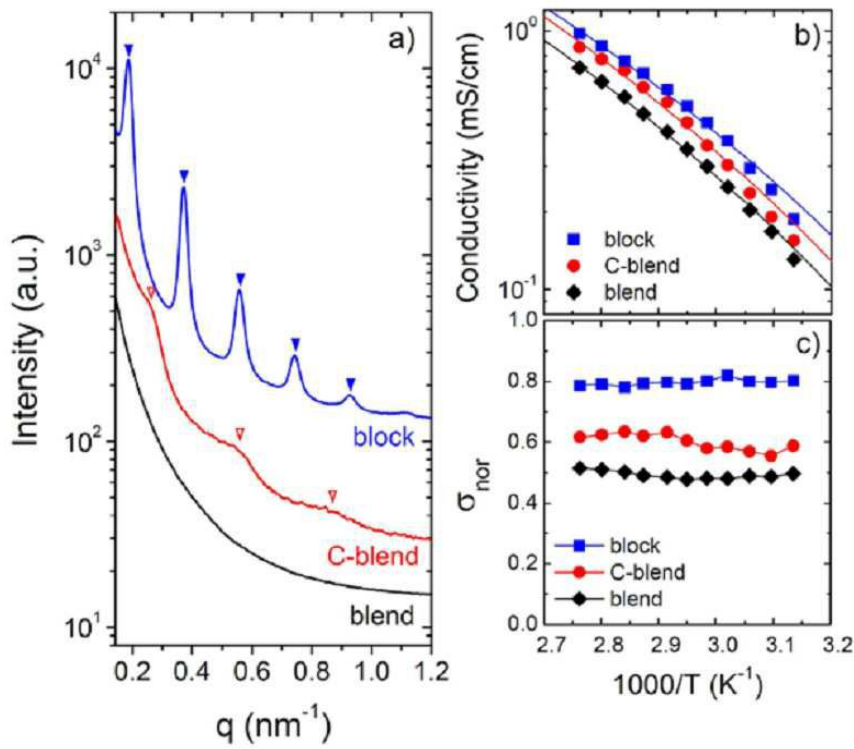 a)
10⁴
10³
10²
10¹
Intensity (a.u.)
block
C-blend
blend
0.2 0.4 0.6 0.8 1.0 1.2
q (nm⁻¹)
b)
10⁰
10⁻¹
Conductivity (mS/cm)
block
C-blend
blend
c)
1.0
0.8
0.6
0.4
0.2
0.0
σnor
block
C-blend
blend
2.7 2.8 2.9 3.0 3.1 3.2
1000/T (K⁻¹)